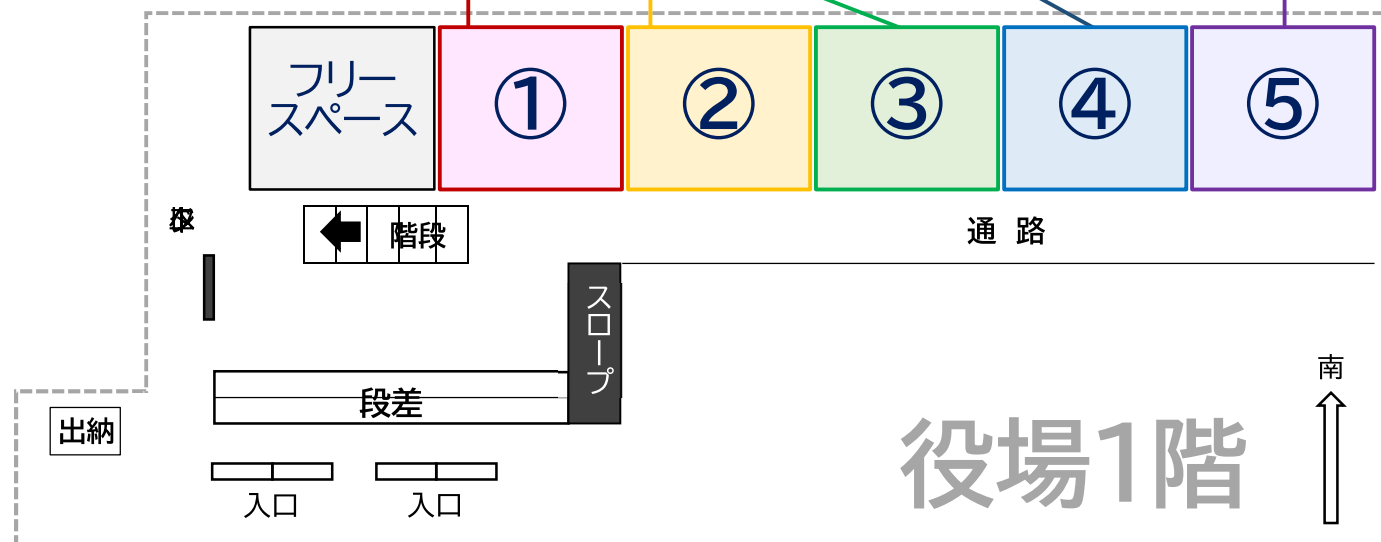 フリー
スペース
①
②
③
④
⑤
階段
通 路
スロープ
南
段差
出納
役場1階
入口
入口